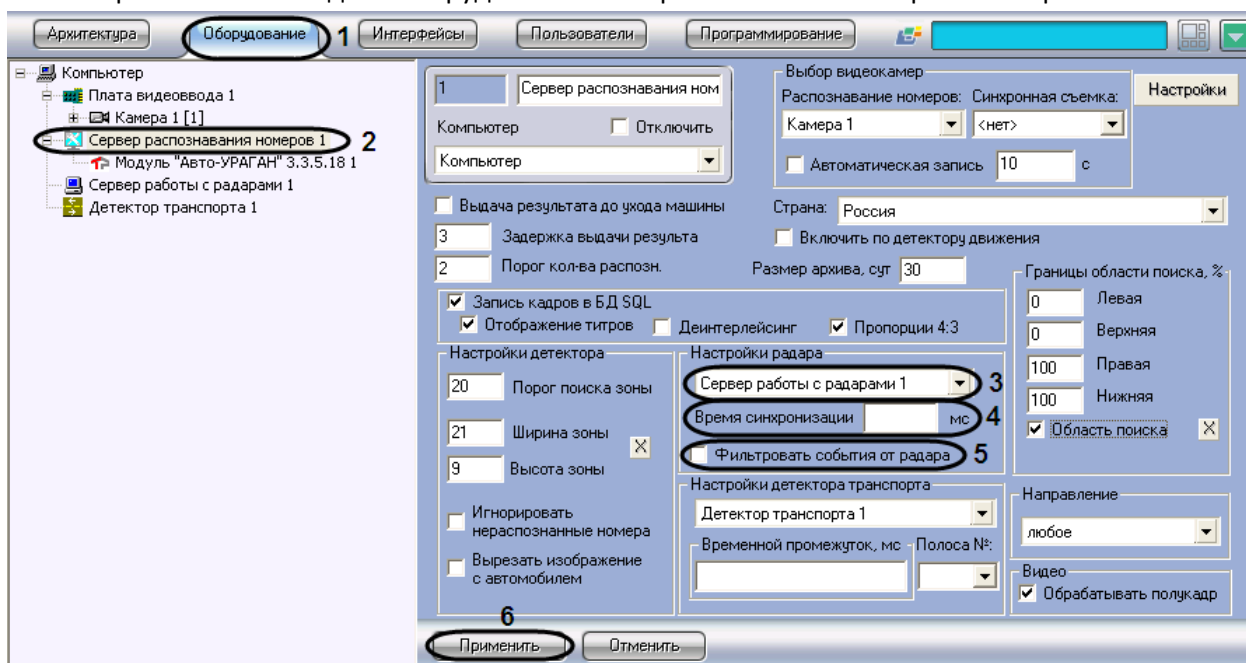 Архитектура Оборудование 1 Интерфейсы Пользователи Программирование
Компьютер
Плата видеоввода 1
Камера 1 [1]
Сервер распознавания номеров 1 2
Модуль "Авто-УРАГАН" 3.3.5.18 1
Сервер работы с радарами 1
Детектор транспорта 1
1 Сервер распознавания ном
Компьютер Отключить
Компьютер
Выбор видеокамер
Распознавание номеров: Синхронная съемка:
Камера 1 <нет>
Автоматическая запись 10 с
Настройки
Выдача результата до ухода машины
Страна: Россия
3 Задержка выдачи результа
Включить по детектору движения
2 Порог кол-ва распозн.
Размер архива, сут 30
Запись кадров в БД SQL
Отображение титров Деинтерлейсинг Пропорции 4:3
Границы области поиска, %
0 Левая
0 Верхняя
100 Правая
100 Нижняя
Область поиска X
Настройки детектора
20 Порог поиска зоны
21 Ширина зоны
X
9 Высота зоны
Игнорировать
нераспознанные номера
Вырезать изображение
с автомобилем
Настройки радара
Сервер работы с радарами 1 3
Время синхронизации мс 4
Фильтровать события от радара 5
Настройки детектора транспорта
Детектор транспорта 1
Временной промежуток, мс Полоса №:
Направление
любое
Видео
Обрабатывать полукадр
6
Применить Отменить